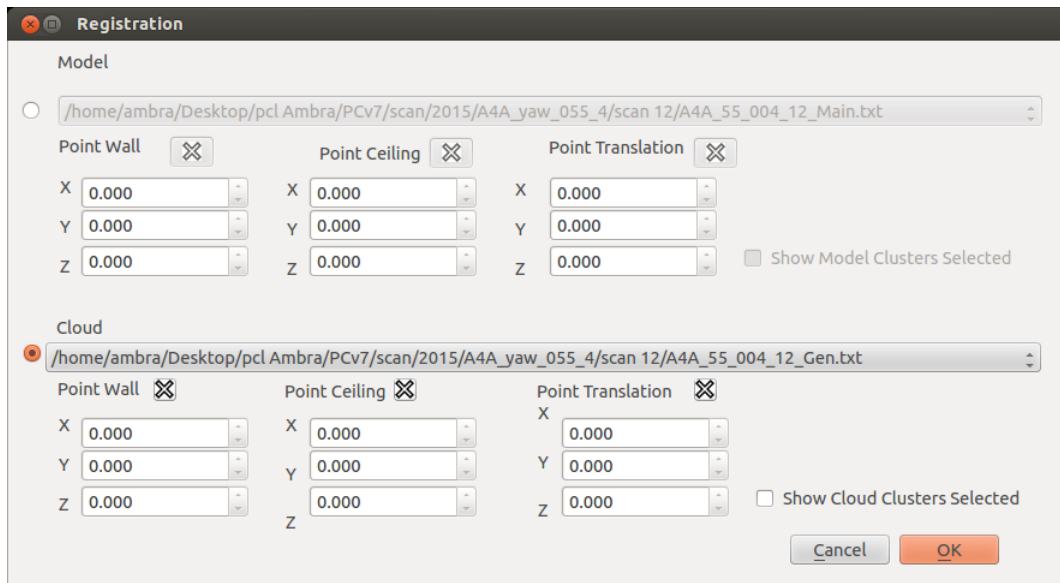 Registration
Model
/home/ambra/Desktop/pcl Ambra/PCv7/scan/2015/A4A_yaw_055_4/scan 12/A4A_55_004_12_Main.txt
Point Wall Point Ceiling Point Translation
X 0.000 X 0.000 X 0.000
Y 0.000 Y 0.000 Y 0.000
Z 0.000 Z 0.000 Z 0.000 Show Model Clusters Selected
Cloud
/home/ambra/Desktop/pcl Ambra/PCv7/scan/2015/A4A_yaw_055_4/scan 12/A4A_55_004_12_Gen.txt
Point Wall Point Ceiling Point Translation
X 0.000 X 0.000 X 0.000
Y 0.000 Y 0.000 Y 0.000
Z 0.000 Z 0.000 Z 0.000 Show Cloud Clusters Selected
Cancel OK